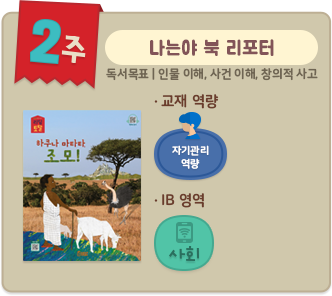 2주
나는야 북 리포터
독서목표 | 인물 이해, 사건 이해, 창의적 사고
· 교재 역량
하쿠나 마타타
조모!
자기관리
역량
· IB 영역
사회